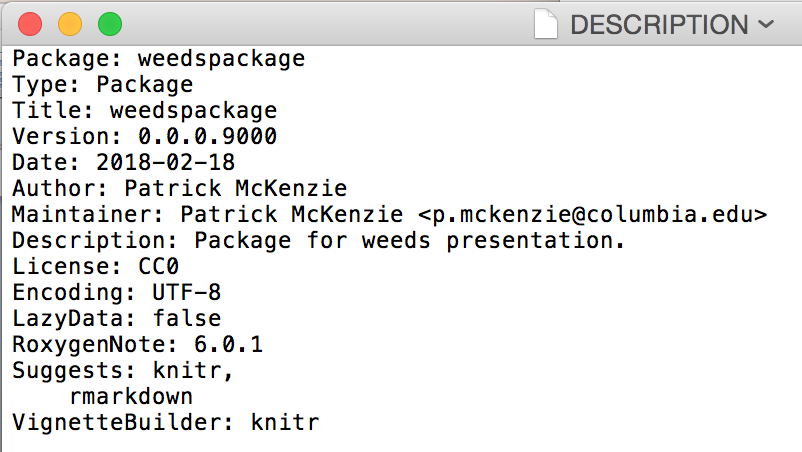 DESCRIPTION
Package: weedspackage
Type: Package
Title: weedspackage
Version: 0.0.0.9000
Date: 2018-02-18
Author: Patrick McKenzie
Maintainer: Patrick McKenzie <p.mckenzie@columbia.edu>
Description: Package for weeds presentation.
License: CC0
Encoding: UTF-8
LazyData: false
RoxygenNote: 6.0.1
Suggests: knitr,
    rmarkdown
VignetteBuilder: knitr